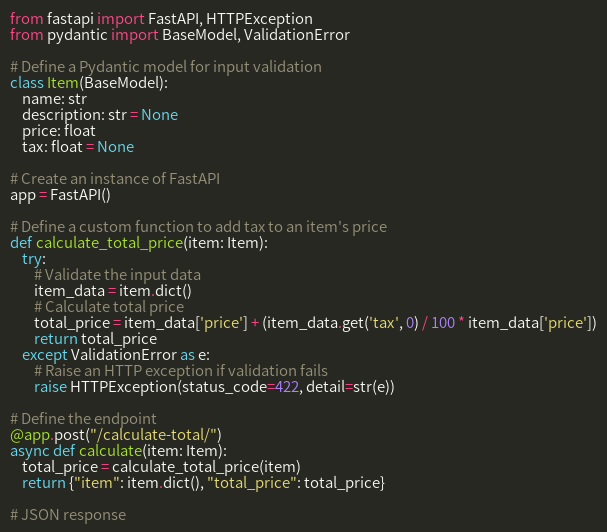 from fastapi import FastAPI, HTTPException
from pydantic import BaseModel, ValidationError

# Define a Pydantic model for input validation
class Item(BaseModel):
    name: str
    description: str = None
    price: float
    tax: float = None

# Create an instance of FastAPI
app = FastAPI()

# Define a custom function to add tax to an item's price
def calculate_total_price(item: Item):
    try:
        # Validate the input data
        item_data = item.dict()
        # Calculate total price
        total_price = item_data['price'] + (item_data.get('tax', 0) / 100 * item_data['price'])
        return total_price
    except ValidationError as e:
        # Raise an HTTP exception if validation fails
        raise HTTPException(status_code=422, detail=str(e))

# Define the endpoint
@app.post("/calculate-total/")
async def calculate(item: Item):
    total_price = calculate_total_price(item)
    return {"item": item.dict(), "total_price": total_price}

# JSON response